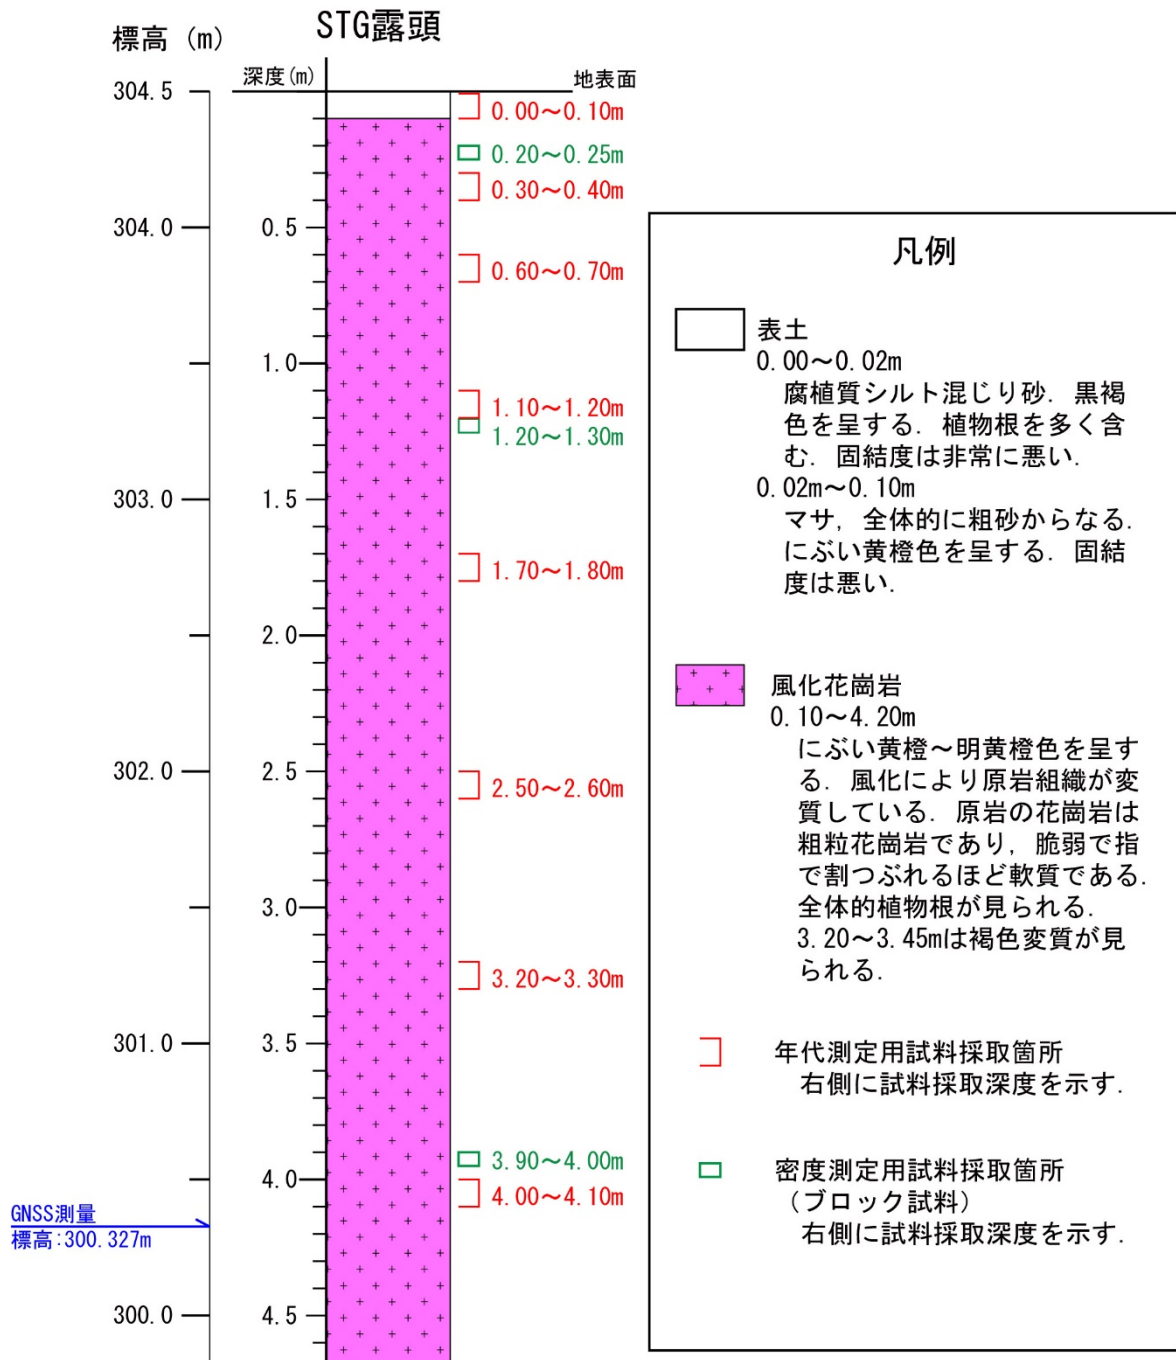 STG露頭
標高 (m)
深度(m)
地表面
304.5
304.0
303.0
302.0
301.0
300.0
0.5
1.0
1.5
2.0
2.5
3.0
3.5
4.0
4.5
0.00～0.10m
0.20～0.25m
0.30～0.40m
0.60～0.70m
1.10～1.20m
1.20～1.30m
1.70～1.80m
2.50～2.60m
3.20～3.30m
3.90～4.00m
4.00～4.10m
GNSS測量
標高:300.327m
凡例
表土
0.00～0.02m
腐植質シルト混じり砂．黒褐
色を呈する．植物根を多く含
む．固結度は非常に悪い．
0.02m～0.10m
マサ，全体的に粗砂からなる．
にぶい黄橙色を呈する．固結
度は悪い．
風化花崗岩
0.10～4.20m
にぶい黄橙～明黄橙色を呈す
る．風化により原岩組織が変
質している．原岩の花崗岩は
粗粒花崗岩であり，脆弱で指
で割つぶれるほど軟質である．
全体的植物根が見られる．
3.20～3.45mは褐色変質が見
られる．
年代測定用試料採取箇所
右側に試料採取深度を示す．
密度測定用試料採取箇所
（ブロック試料）
右側に試料採取深度を示す．